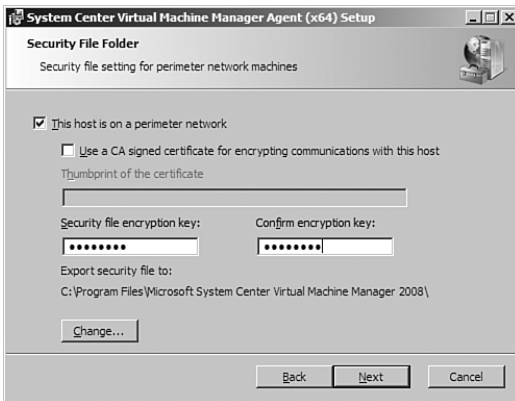 System Center Virtual Machine Manager Agent (x64) Setup
Security File Folder
Security file setting for perimeter network machines
This host is on a perimeter network
Use a CA signed certificate for encrypting communications with this host
Thumbprint of the certificate
Security file encryption key: Confirm encryption key:
•••••••• ••••••••
Export security file to:
C:\Program Files\Microsoft System Center Virtual Machine Manager 2008\
Change...
Back Next Cancel